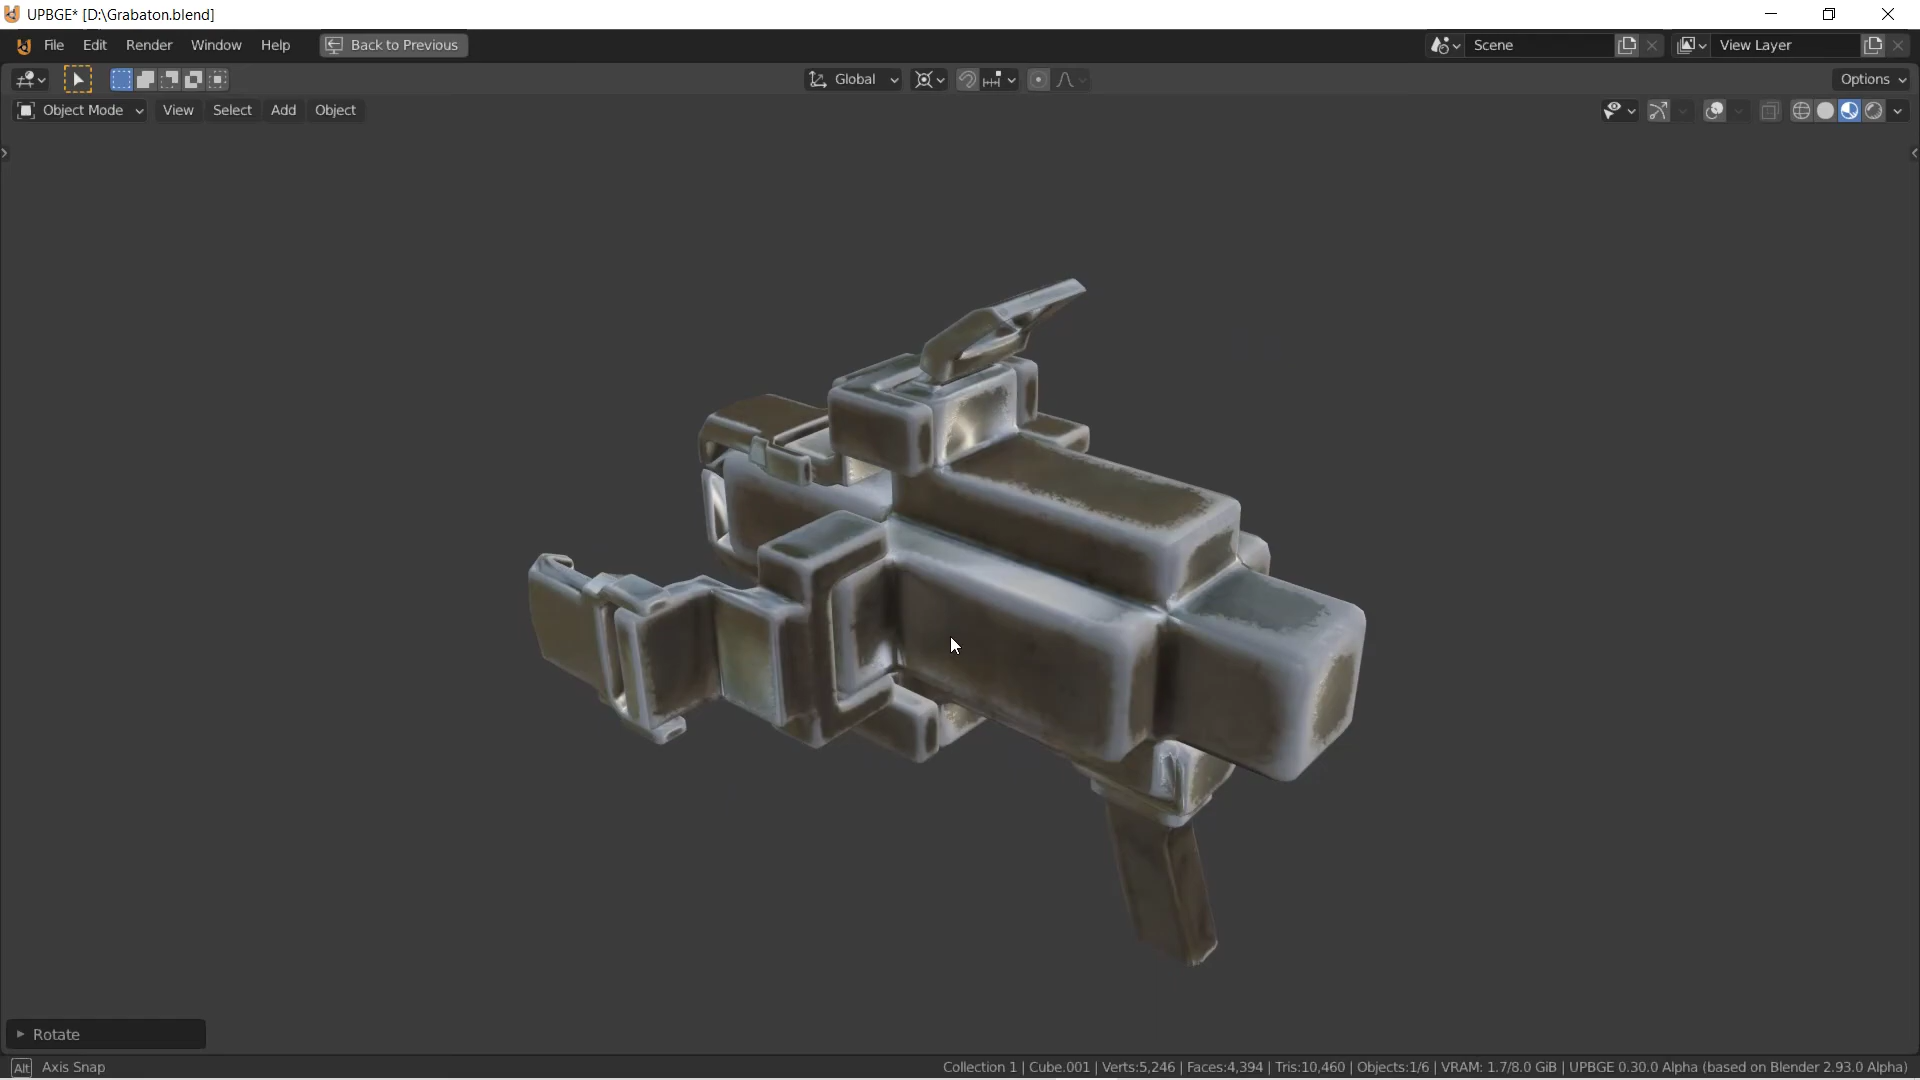 UPBGE* [D:\Grabaton.blend]
File Edit Render Window Help Back to Previous Scene View Layer
Global Options
Object Mode View Select Add Object
Rotate
Alt Axis Snap Collection 1 | Cube.001 | Verts:5,246 | Faces:4,394 | Tris:10,460 | Objects:1/6 | VRAM: 1.7/8.0 GiB | UPBGE 0.30.0 Alpha (based on Blender 2.93.0 Alpha)